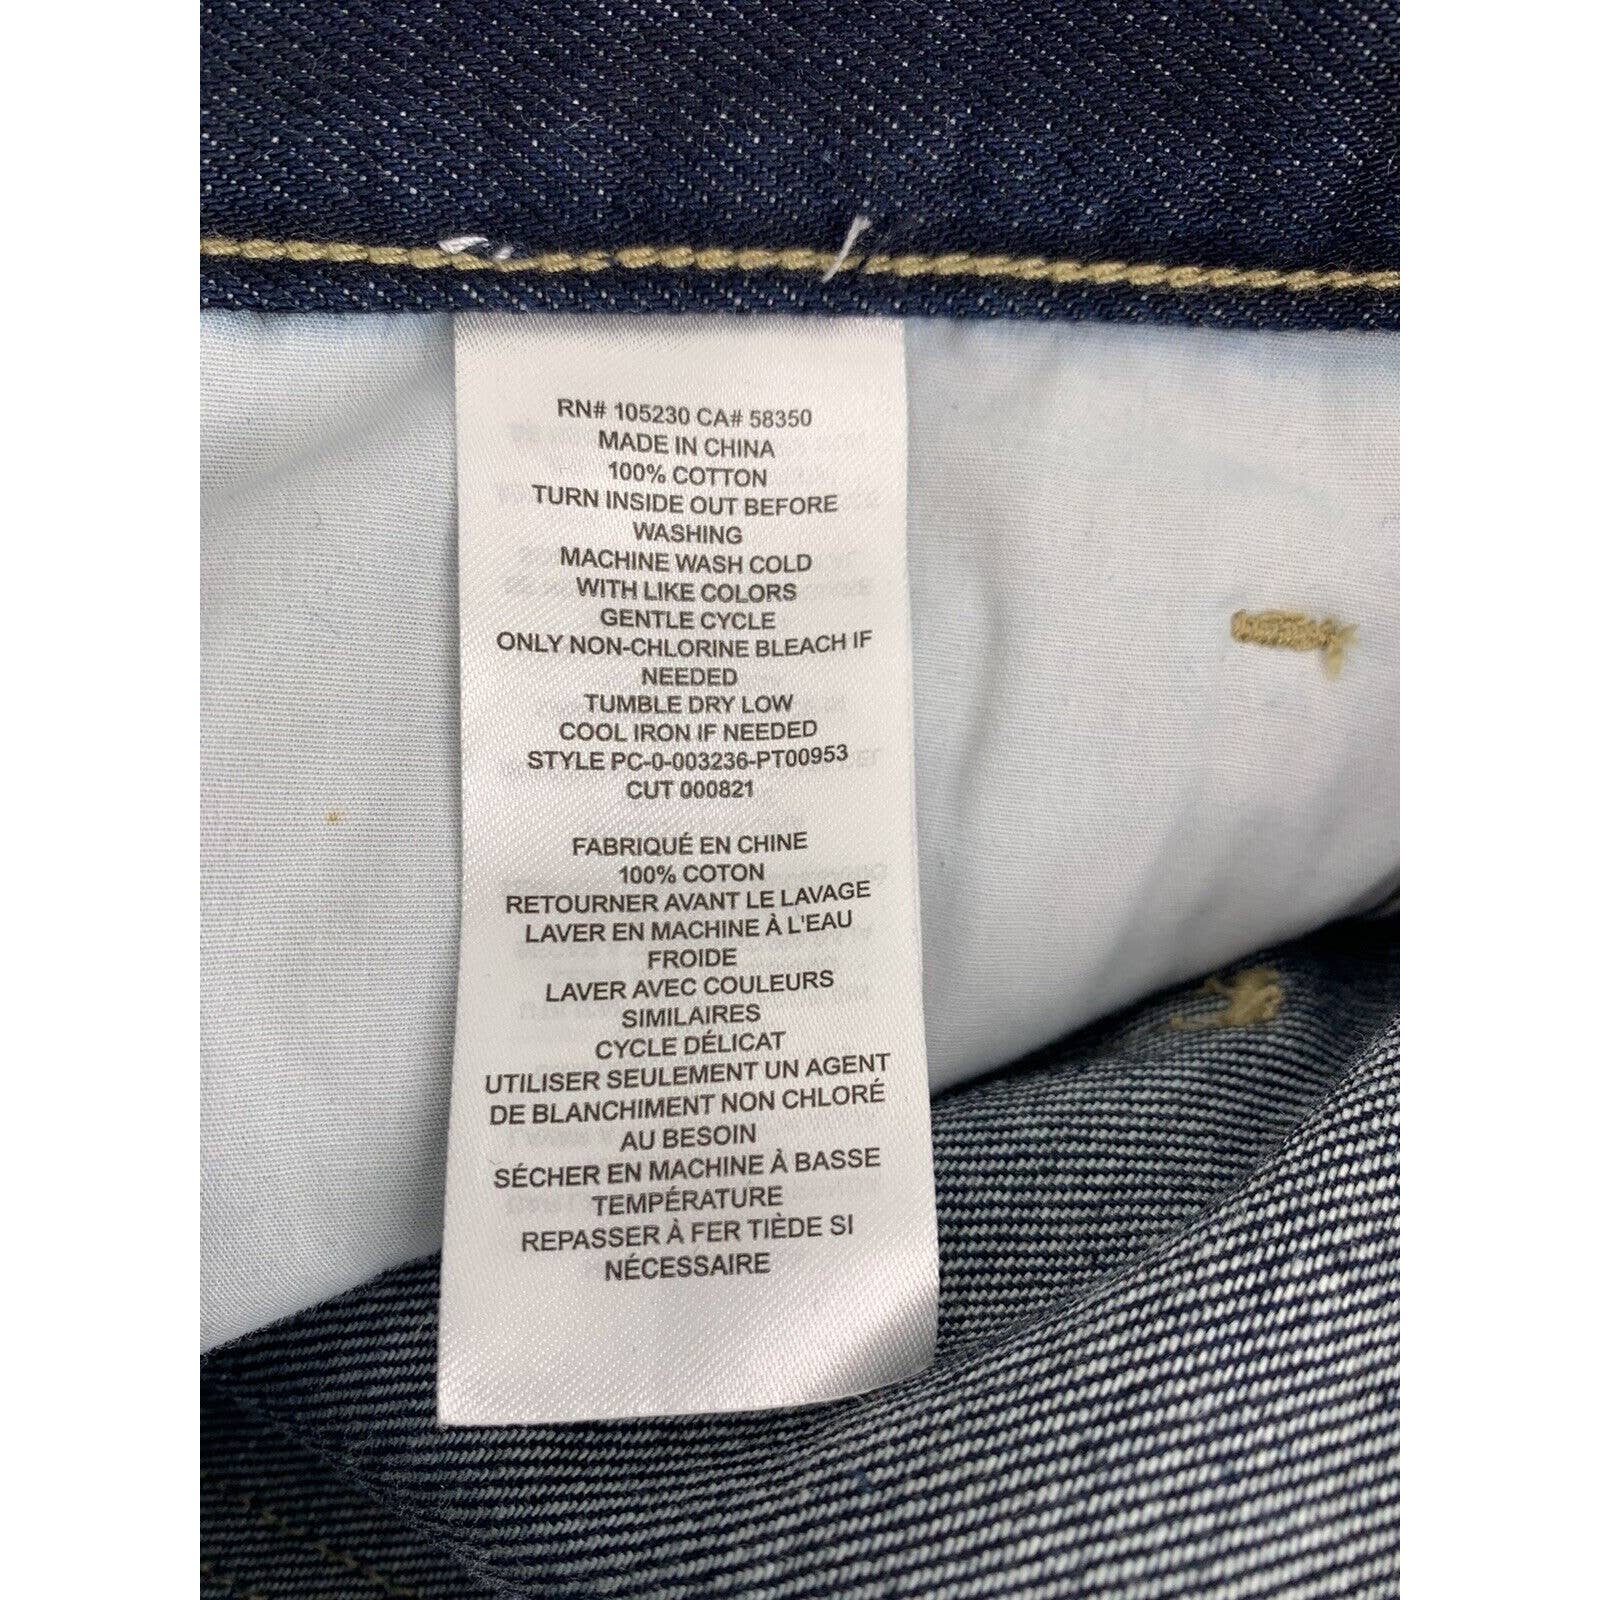 RN# 105230 CA# 58350
MADE IN CHINA
100% COTTON
TURN INSIDE OUT BEFORE
WASHING
MACHINE WASH COLD
WITH LIKE COLORS
GENTLE CYCLE
ONLY NON-CHLORINE BLEACH IF
NEEDED
TUMBLE DRY LOW
COOL IRON IF NEEDED
STYLE PC-0-003236-PT00953
CUT 000821
FABRIQUÉ EN CHINE
100% COTON
RETOURNER AVANT LE LAVAGE
LAVER EN MACHINE À L'EAU
FROIDE
LAVER AVEC COULEURS
SIMILAIRES
CYCLE DÉLICAT
UTILISER SEULEMENT UN AGENT
DE BLANCHIMENT NON CHLORÉ
AU BESOIN
SÉCHER EN MACHINE À BASSE
TEMPÉRATURE
REPASSER À FER TIÈDE SI
NÉCESSAIRE